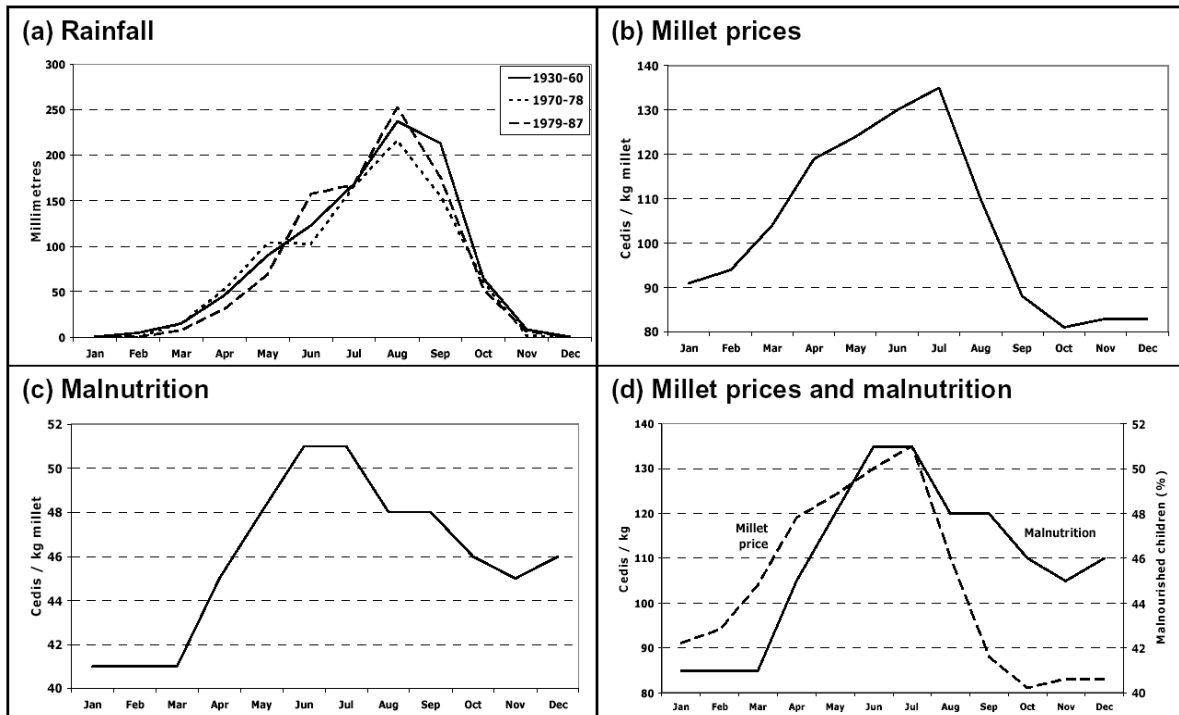 (a) Rainfall
Millimetres
300
250
200
150
100
50
0
Jan Feb Mar Apr May Jun Jul Aug Sep Oct Nov Dec
1930-60
1970-78
1979-87
(b) Millet prices
Cedis / kg millet
140
130
120
110
100
90
80
Jan Feb Mar Apr May Jun Jul Aug Sep Oct Nov Dec
(c) Malnutrition
Cedis / kg millet
52
50
48
46
44
42
40
Jan Feb Mar Apr May Jun Jul Aug Sep Oct Nov Dec
(d) Millet prices and malnutrition
Cedis / kg
140
130
120
110
100
90
80
Millet
price
Malnutrition
52
50
48
46
44
42
40
Malnourished children (%)
Jan Feb Mar Apr May Jun Jul Aug Sep Oct Nov Dec